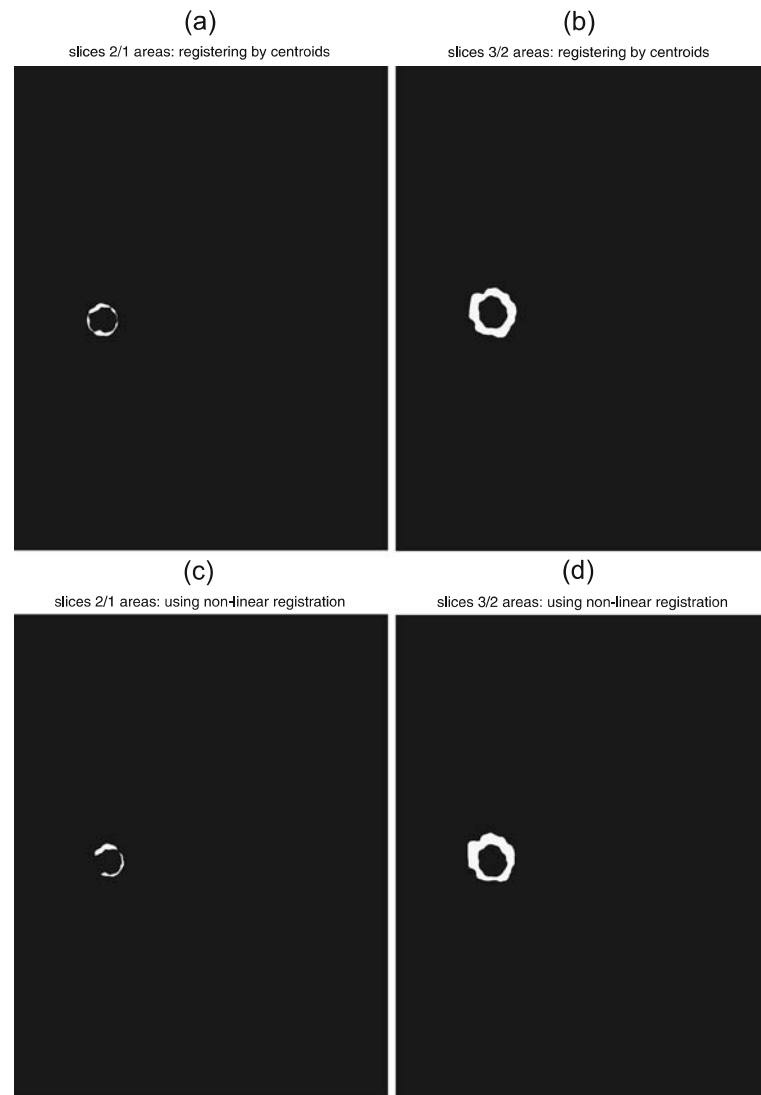 (a)
slices 2/1 areas: registering by centroids
(b)
slices 3/2 areas: registering by centroids
(c)
slices 2/1 areas: using non-linear registration
(d)
slices 3/2 areas: using non-linear registration